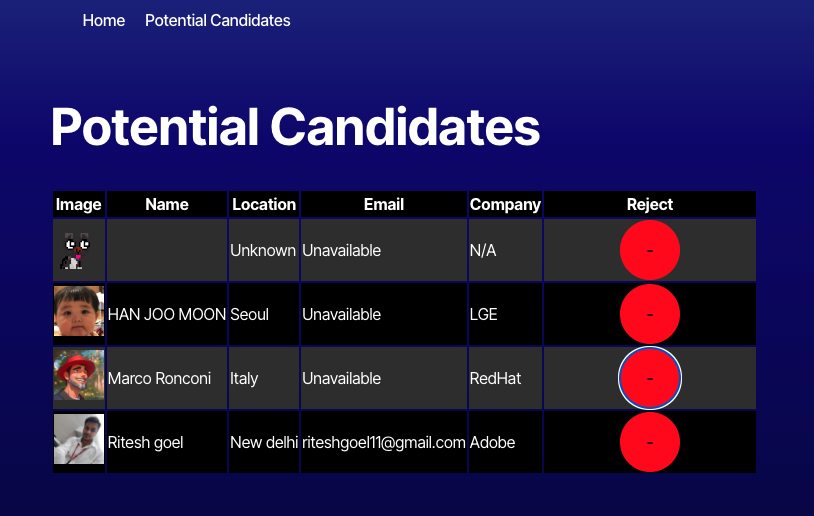 Home Potential Candidates
Potential Candidates
Image Name Location Email Company Reject
Unknown Unavailable N/A -
HAN JOO MOON Seoul Unavailable LGE -
Marco Ronconi Italy Unavailable RedHat -
Ritesh goel New delhi riteshgoel11@gmail.com Adobe -